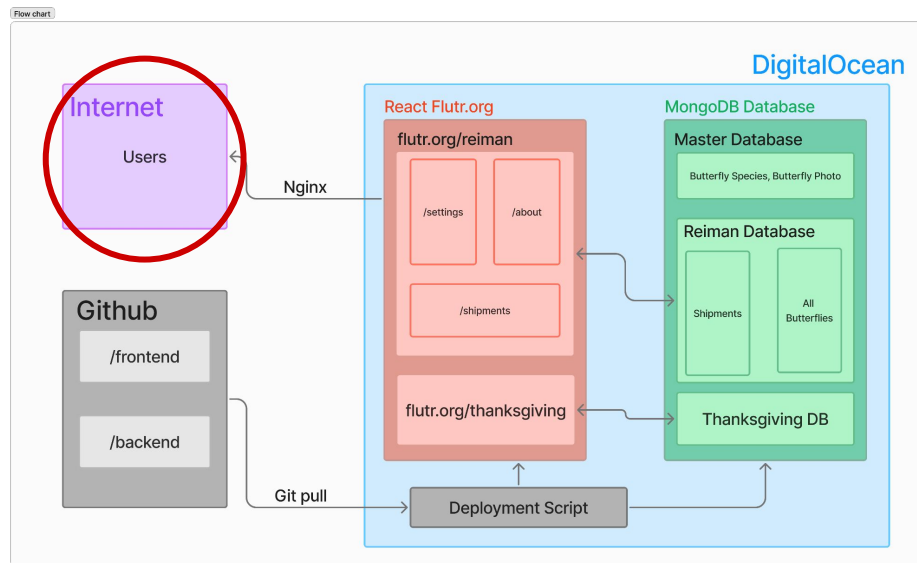 Flow chart
DigitalOcean
Internet
Users
Nginx
React Flutr.org
flutr.org/reiman
/settings
/about
/shipments
flutr.org/thanksgiving
MongoDB Database
Master Database
Butterfly Species, Butterfly Photo
Reiman Database
Shipments
All
Butterflies
Thanksgiving DB
Github
/frontend
/backend
Git pull
Deployment Script